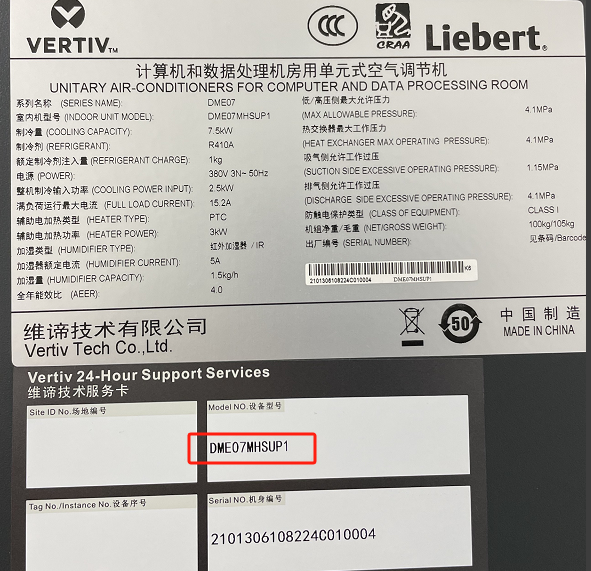 VERTIV™
CRAA
Liebert®
计算机和数据处理机房用单元式空气调节机
UNITARY AIR-CONDITIONERS FOR COMPUTER AND DATA PROCESSING ROOM
系列名称 (SERIES NAME): DME07
室内机型号 (INDOOR UNIT MODEL): DME07MHSUP1
制冷量 (COOLING CAPACITY): 7.5kW
制冷剂 (REFRIGERANT): R410A
额定制冷剂注入量 (REFRIGERANT CHARGE): 1kg
电源 (POWER): 380V 3N~ 50Hz
整机制冷输入功率 (COOLING POWER INPUT): 2.5kW
满负荷运行最大电流 (FULL LOAD CURRENT): 15.2A
辅助电加热类型 (HEATER TYPE): PTC
辅助电加热功率 (HEATER POWER): 3kW
加湿类型 (HUMIDIFIER TYPE): 红外加湿器 / IR
加湿器额定电流 (HUMIDIFIER CURRENT): 5A
加湿量 (HUMIDIFIER CAPACITY): 1.5kg/h
全年能效比 (AEER): 4.0
低/高压侧最大允许压力
(MAX ALLOWABLE PRESSURE): 4.1MPa
热交换器最大工作压力
(HEAT EXCHANGER MAX OPERATING PRESSURE): 4.1MPa
吸气侧允许工作过压
(SUCTION SIDE EXCESSIVE OPERATING PRESSURE): 1.15MPa
排气侧允许工作过压
(DISCHARGE SIDE EXCESSIVE OPERATING PRESSURE): 4.1MPa
防触电保护类型 (CLASS OF EQUIPMENT): CLASS I
机组净重/毛重 (NET/GROSS WEIGHT): 100kg/105kg
出厂编号 (SERIAL NUMBER): 见条码/Barcode
K6
2101306108224C010004 DME07MHSUP1
维谛技术有限公司
Vertiv Tech Co.,Ltd.
50
中国制造
MADE IN CHINA
Vertiv 24-Hour Support Services
维谛技术服务卡
Site ID No.场地编号
Model NO.设备型号
DME07MHSUP1
Tag No./Instance No.设备序号
Serial NO.机身编号
2101306108224C010004